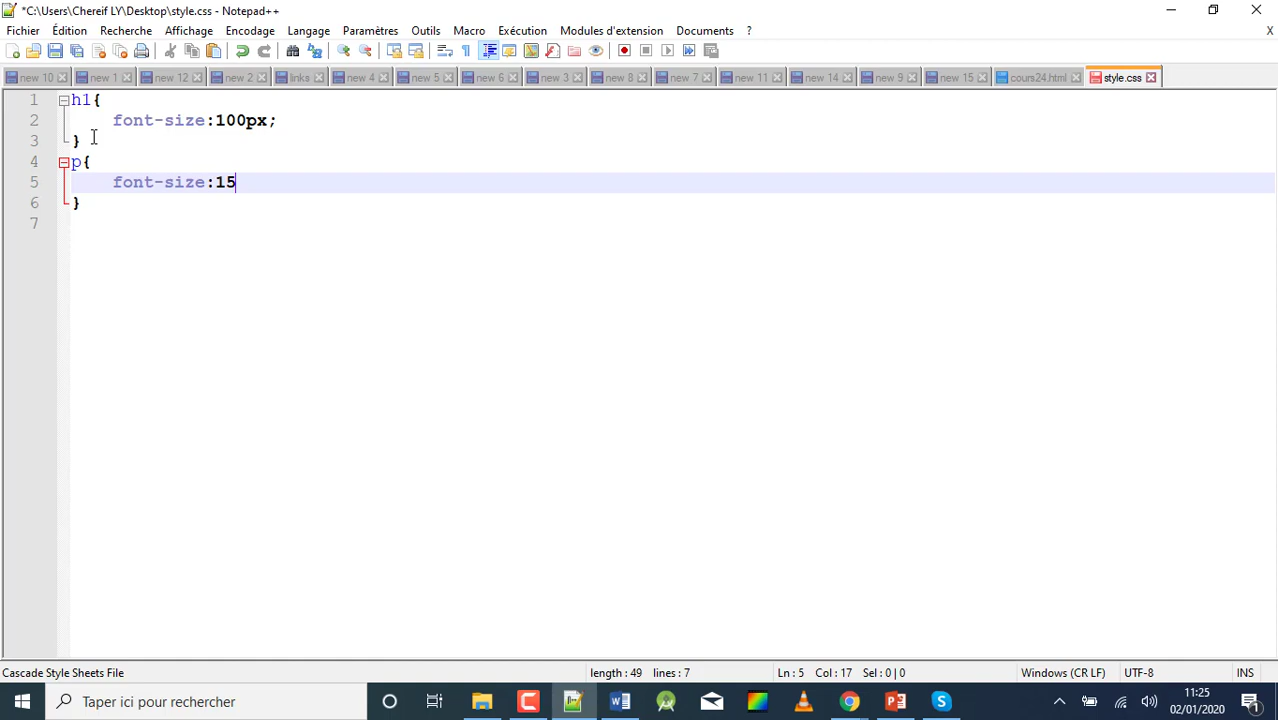 *C:\Users\Chereif LY\Desktop\style.css - Notepad++
Fichier Édition Recherche Affichage Encodage Langage Paramètres Outils Macro Exécution Modules d'extension Documents ? X
new 10 new 1 new 12 new 2 links new 4 new 5 new 6 new 3 new 8 new 7 new 11 new 14 new 9 new 15 cours24.html style.css
1 h1{
2 font-size:100px;
3 }
4 p{
5 font-size:15
6 }
7
Cascade Style Sheets File length : 49 lines : 7 Ln : 5 Col : 17 Sel : 0 | 0 Windows (CR LF) UTF-8 INS
Taper ici pour rechercher
11:25
02/01/2020
1